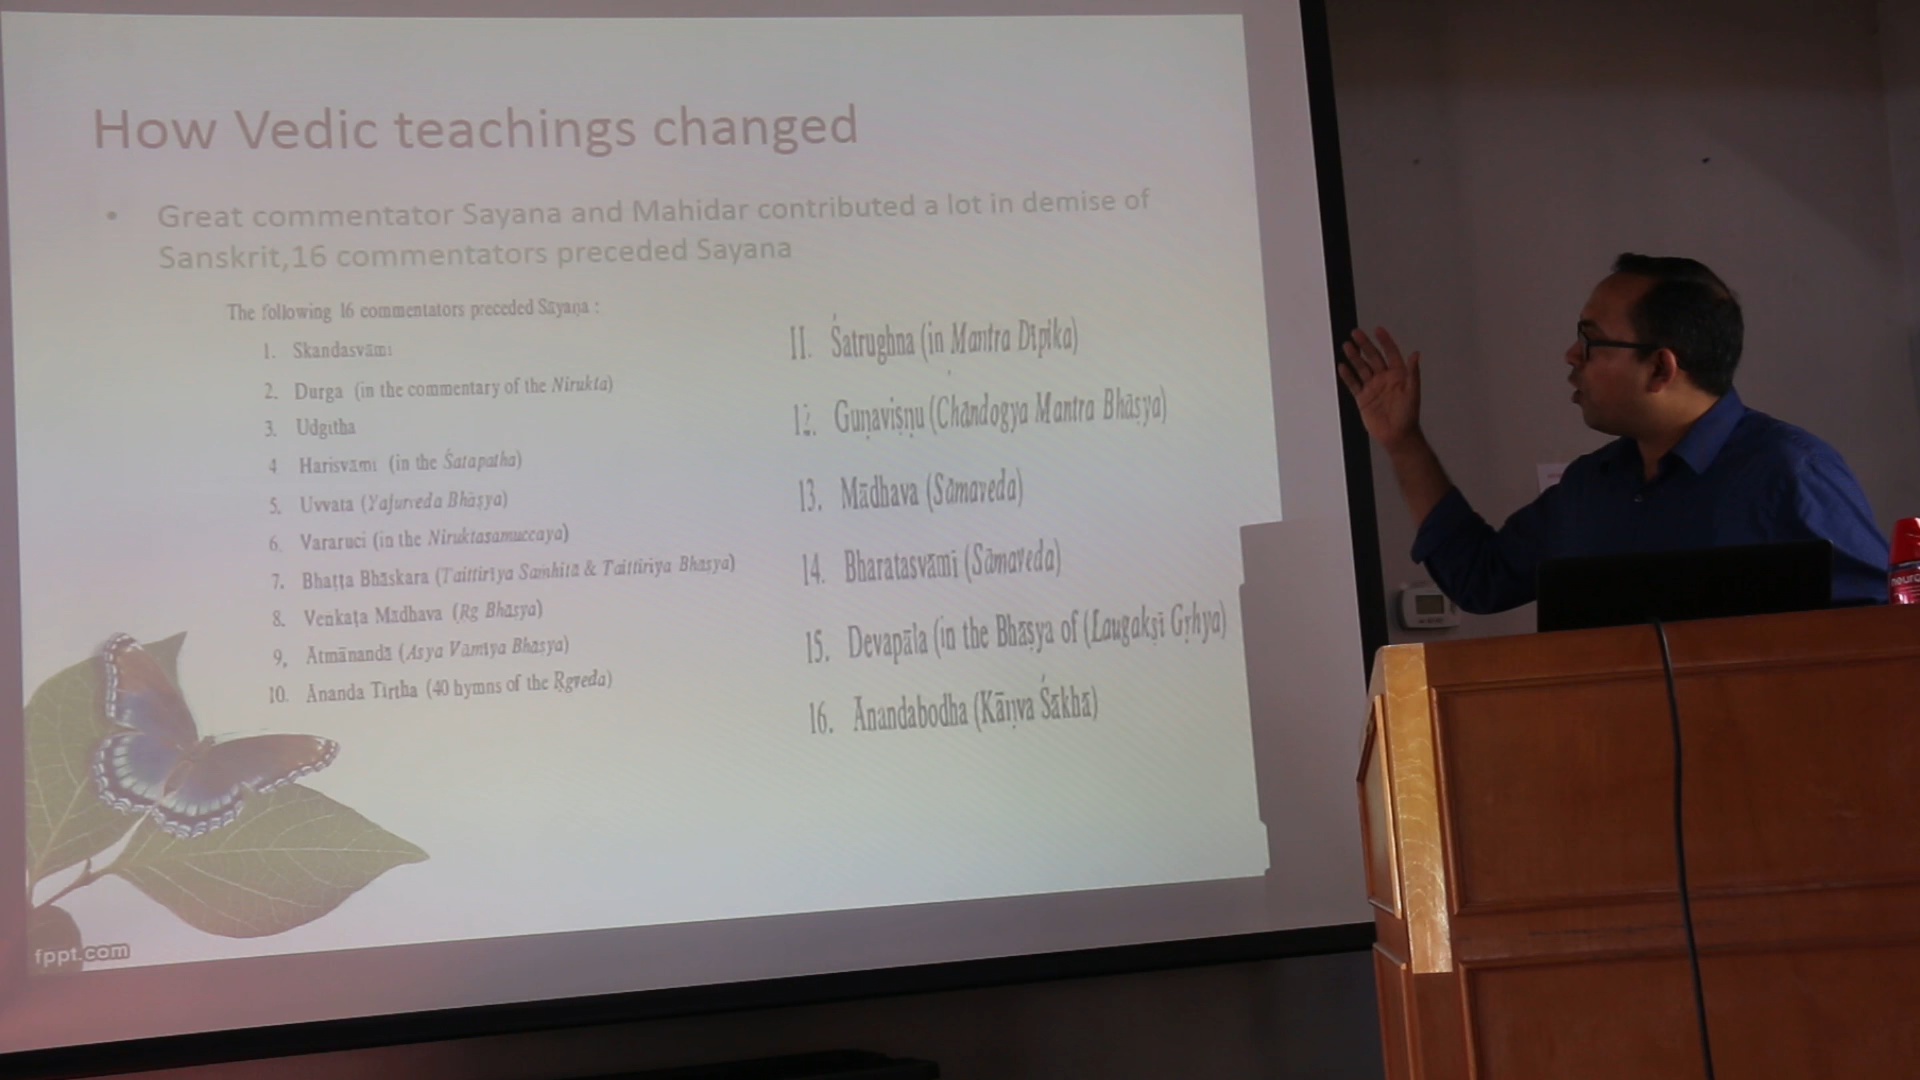 How Vedic teachings changed
• Great commentator Sayana and Mahidar contributed a lot in demise of
Sanskrit,16 commentators preceded Sayana
The following 16 commentators preceded Sāyaṇa :
1. Skandasvāmi
2. Durga (in the commentary of the Nirukta)
3. Udgītha
4 Harisvāmī (in the Śatapatha)
5. Uvvata (Yajurveda Bhāṣya)
6. Vararuci (in the Niruktasamuccaya)
7. Bhaṭṭa Bhāskara (Taittirīya Saṁhitā & Taittirīya Bhāṣya)
8. Venkaṭa Mādhava (Ṛg Bhāṣya)
9, Ātmānanda (Asya Vāmīya Bhāṣya)
10. Ānanda Tīrtha (40 hymns of the Ṛgveda)
11. Śatrughna (in Mantra Dīpika)
12. Guṇaviṣṇu (Chāndogya Mantra Bhāṣya)
13. Mādhava (Sāmaveda)
14. Bharatasvāmī (Sāmaveda)
15. Devapāla (in the Bhāṣya of (Laugakṣi Gṛhya)
16. Ānandabodha (Kāṇva Śākhā)
fppt.com